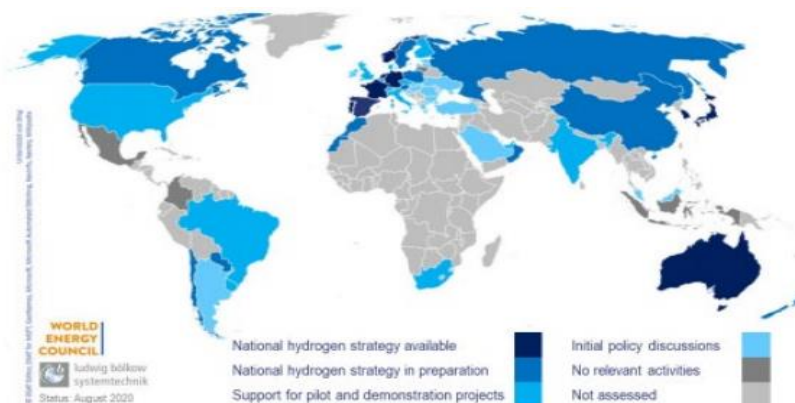 WORLD
ENERGY
COUNCIL
ludwig bölkow
systemtechnik
Status: August 2020
National hydrogen strategy available
National hydrogen strategy in preparation
Support for pilot and demonstration projects
Initial policy discussions
No relevant activities
Not assessed